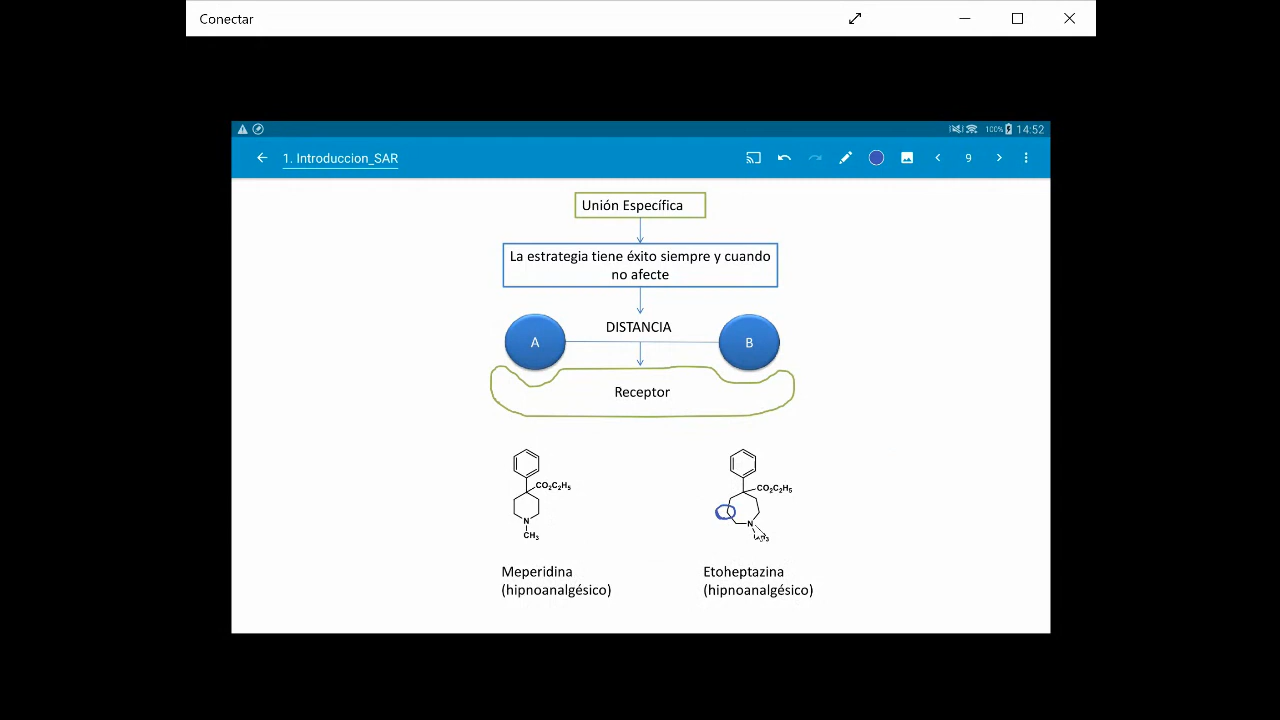 Conectar
100% 14:52
1. Introduccion_SAR
9
Unión Específica
La estrategia tiene éxito siempre y cuando
no afecte
DISTANCIA
A
B
Receptor
CO₂C₂H₅
N
CH₃
CO₂C₂H₅
N
Meperidina
(hipnoanalgésico)
Etoheptazina
(hipnoanalgésico)